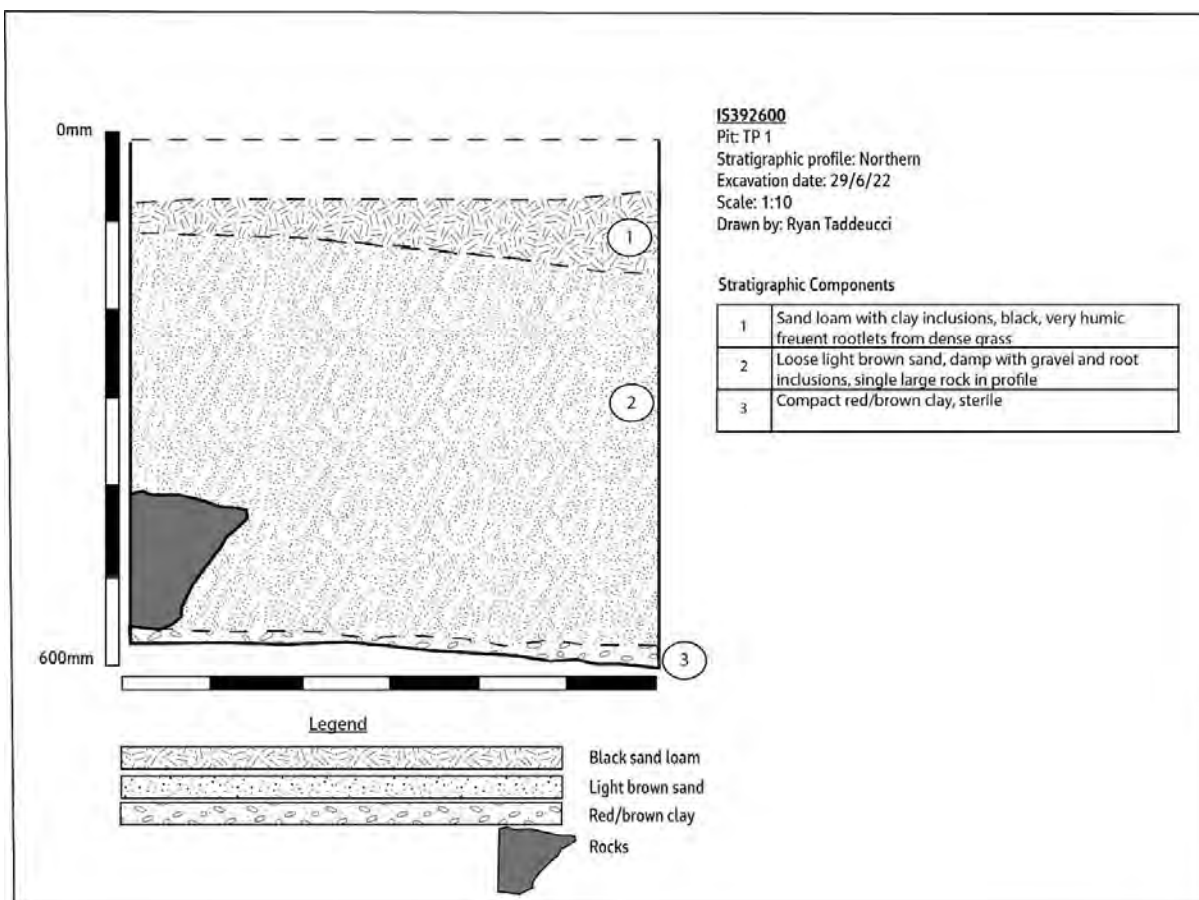 0mm
600mm
1
2
3
IS392600
Pit: TP 1
Stratigraphic profile: Northern
Excavation date: 29/6/22
Scale: 1:10
Drawn by: Ryan Taddeucci
Stratigraphic Components
1 Sand loam with clay inclusions, black, very humic
freuent rootlets from dense grass
2 Loose light brown sand, damp with gravel and root
inclusions, single large rock in profile
3 Compact red/brown clay, sterile
Legend
Black sand loam
Light brown sand
Red/brown clay
Rocks